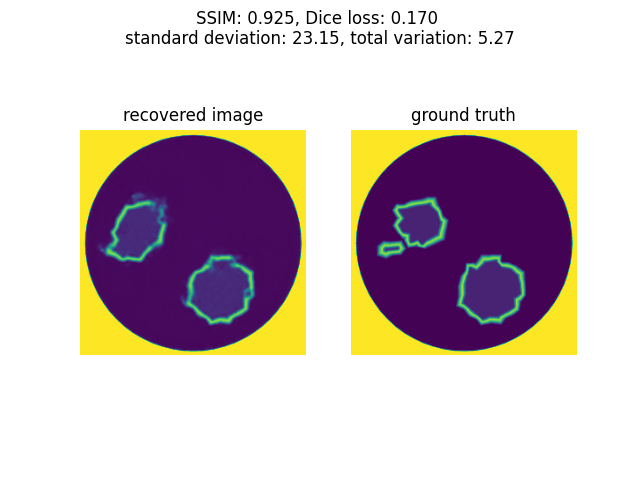 SSIM: 0.925, Dice loss: 0.170
standard deviation: 23.15, total variation: 5.27
recovered image
ground truth